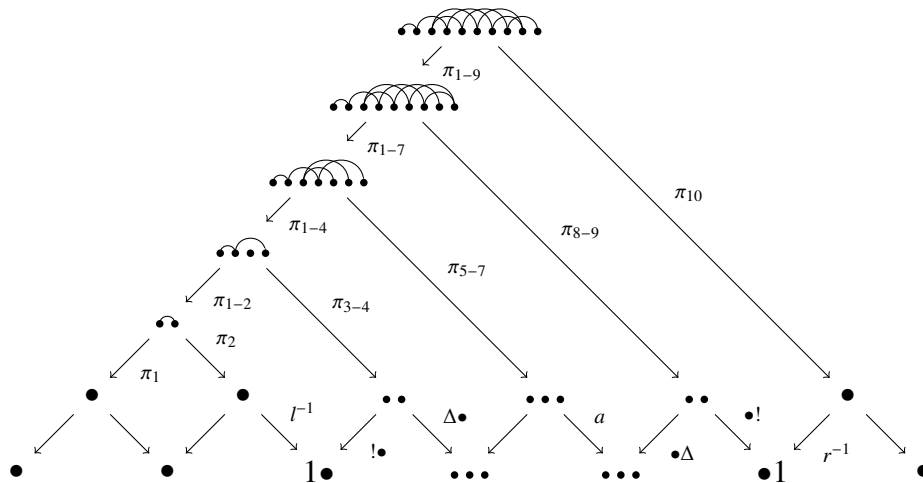 π₁₋₉
π₁₋₇
π₁₀
π₁₋₄
π₈₋₉
π₅₋₇
π₁₋₂
π₃₋₄
π₂
π₁
l⁻¹
Δ•
a
•!
1•
!•
•Δ
•1
r⁻¹